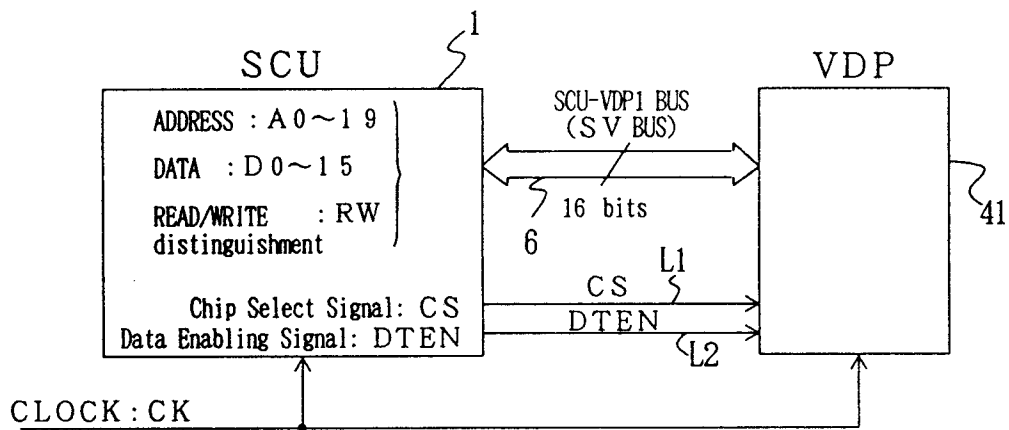 1
SCU
VDP
ADDRESS : A0～19
DATA : D0～15
READ/WRITE : RW
distinguishment
SCU-VDP1 BUS
(SV BUS)
16 bits
6
41
L1
Chip Select Signal: CS
CS
Data Enabling Signal: DTEN
DTEN
L2
CLOCK : CK